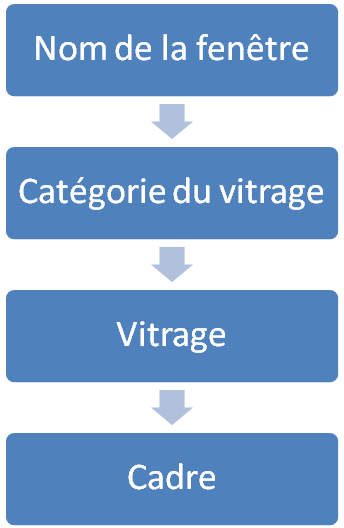 Nom de la fenêtre
Catégorie du vitrage
Vitrage
Cadre